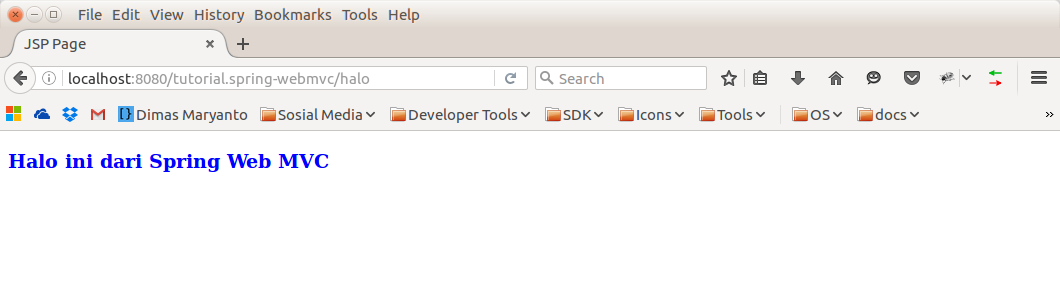 File Edit View History Bookmarks Tools Help
JSP Page
localhost:8080/tutorial.spring-webmvc/halo Search
Dimas Maryanto Sosial Media Developer Tools SDK Icons Tools OS docs
Halo ini dari Spring Web MVC